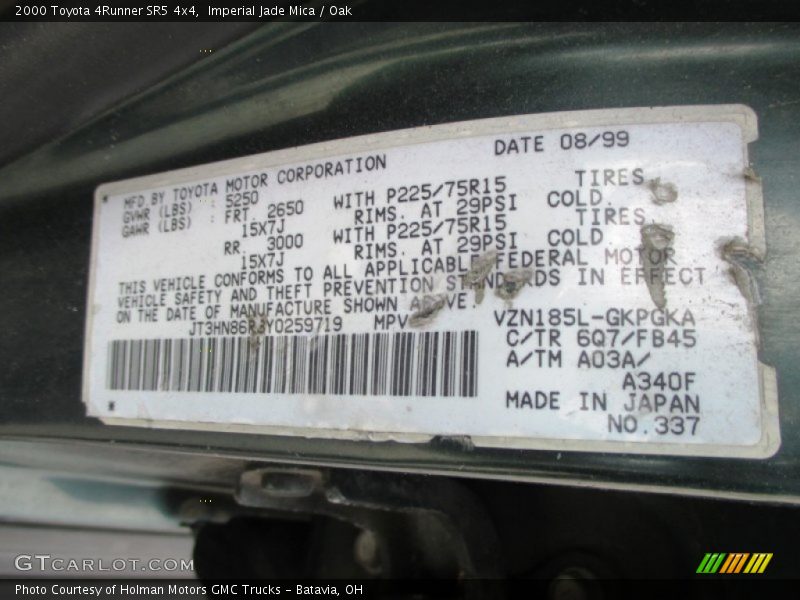 2000 Toyota 4Runner SR5 4x4,  Imperial Jade Mica / Oak
DATE 08/99
MFD.BY TOYOTA MOTOR CORPORATION
GVWR (LBS) : 5250
GAWR (LBS) : FRT. 2650 WITH P225/75R15 TIRES,
15X7J RIMS. AT 29PSI COLD.
RR. 3000 WITH P225/75R15 TIRES,
15X7J RIMS. AT 29PSI COLD.
THIS VEHICLE CONFORMS TO ALL APPLICABLE FEDERAL MOTOR
VEHICLE SAFETY AND THEFT PREVENTION STANDARDS IN EFFECT
ON THE DATE OF MANUFACTURE SHOWN ABOVE.
MPV VZN185L-GKPGKA
C/TR 6Q7/FB45
A/TM A03A/
A340F
MADE IN JAPAN
NO.337
GTCARLOT.COM
Photo Courtesy of Holman Motors GMC Trucks - Batavia, OH